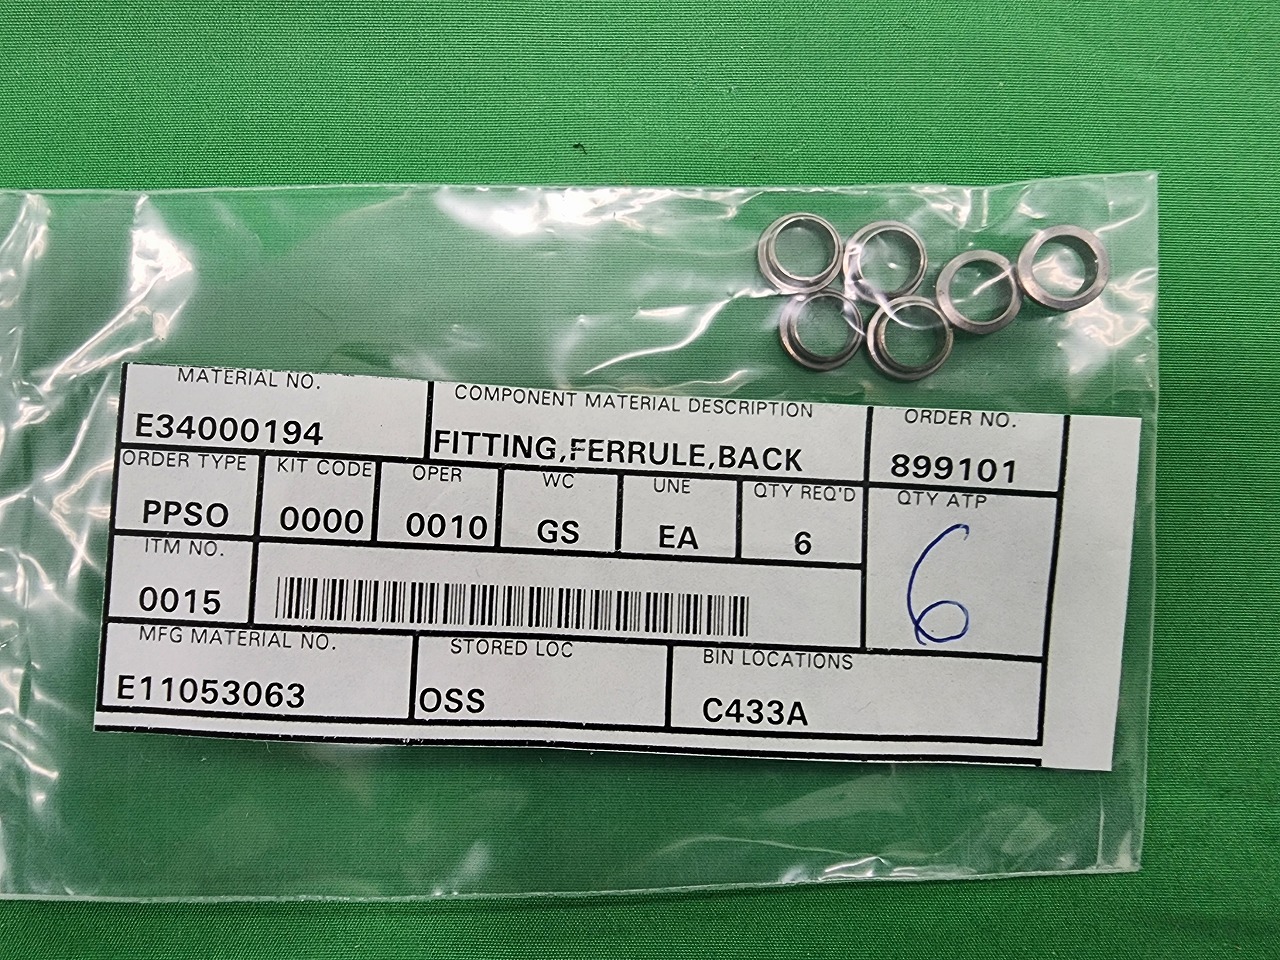 MATERIAL NO. COMPONENT MATERIAL DESCRIPTION ORDER NO.
E34000194 FITTING,FERRULE,BACK 899101
ORDER TYPE KIT CODE OPER WC UNE QTY REQ'D QTY ATP
PPSO 0000 0010 GS EA 6 6
ITM NO.
0015
MFG MATERIAL NO. STORED LOC BIN LOCATIONS
E11053063 OSS C433A